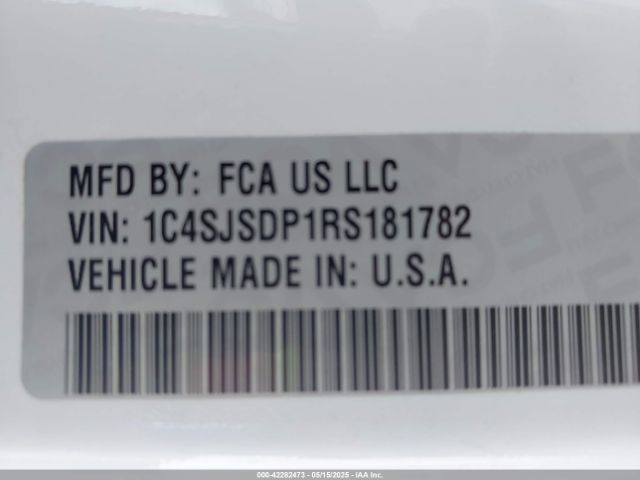 MFD BY: FCA US LLC
VIN: 1C4SJSDP1RS181782
VEHICLE MADE IN: U.S.A.
000-42282473 - 05/15/2025 - IAA Inc.